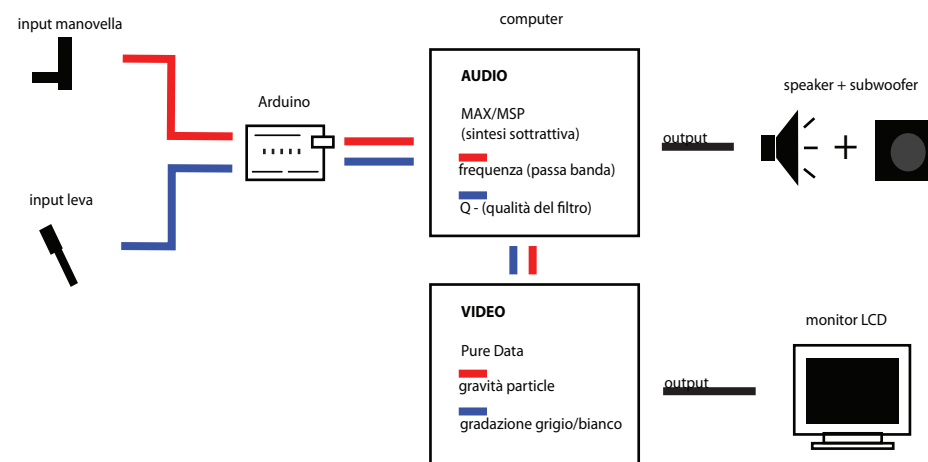 input manovella
input leva
Arduino
computer
AUDIO
MAX/MSP
(sintesi sottrattiva)
frequenza (passa banda)
Q - (qualità del filtro)
output
speaker + subwoofer
VIDEO
Pure Data
gravità particle
gradazione grigio/bianco
output
monitor LCD